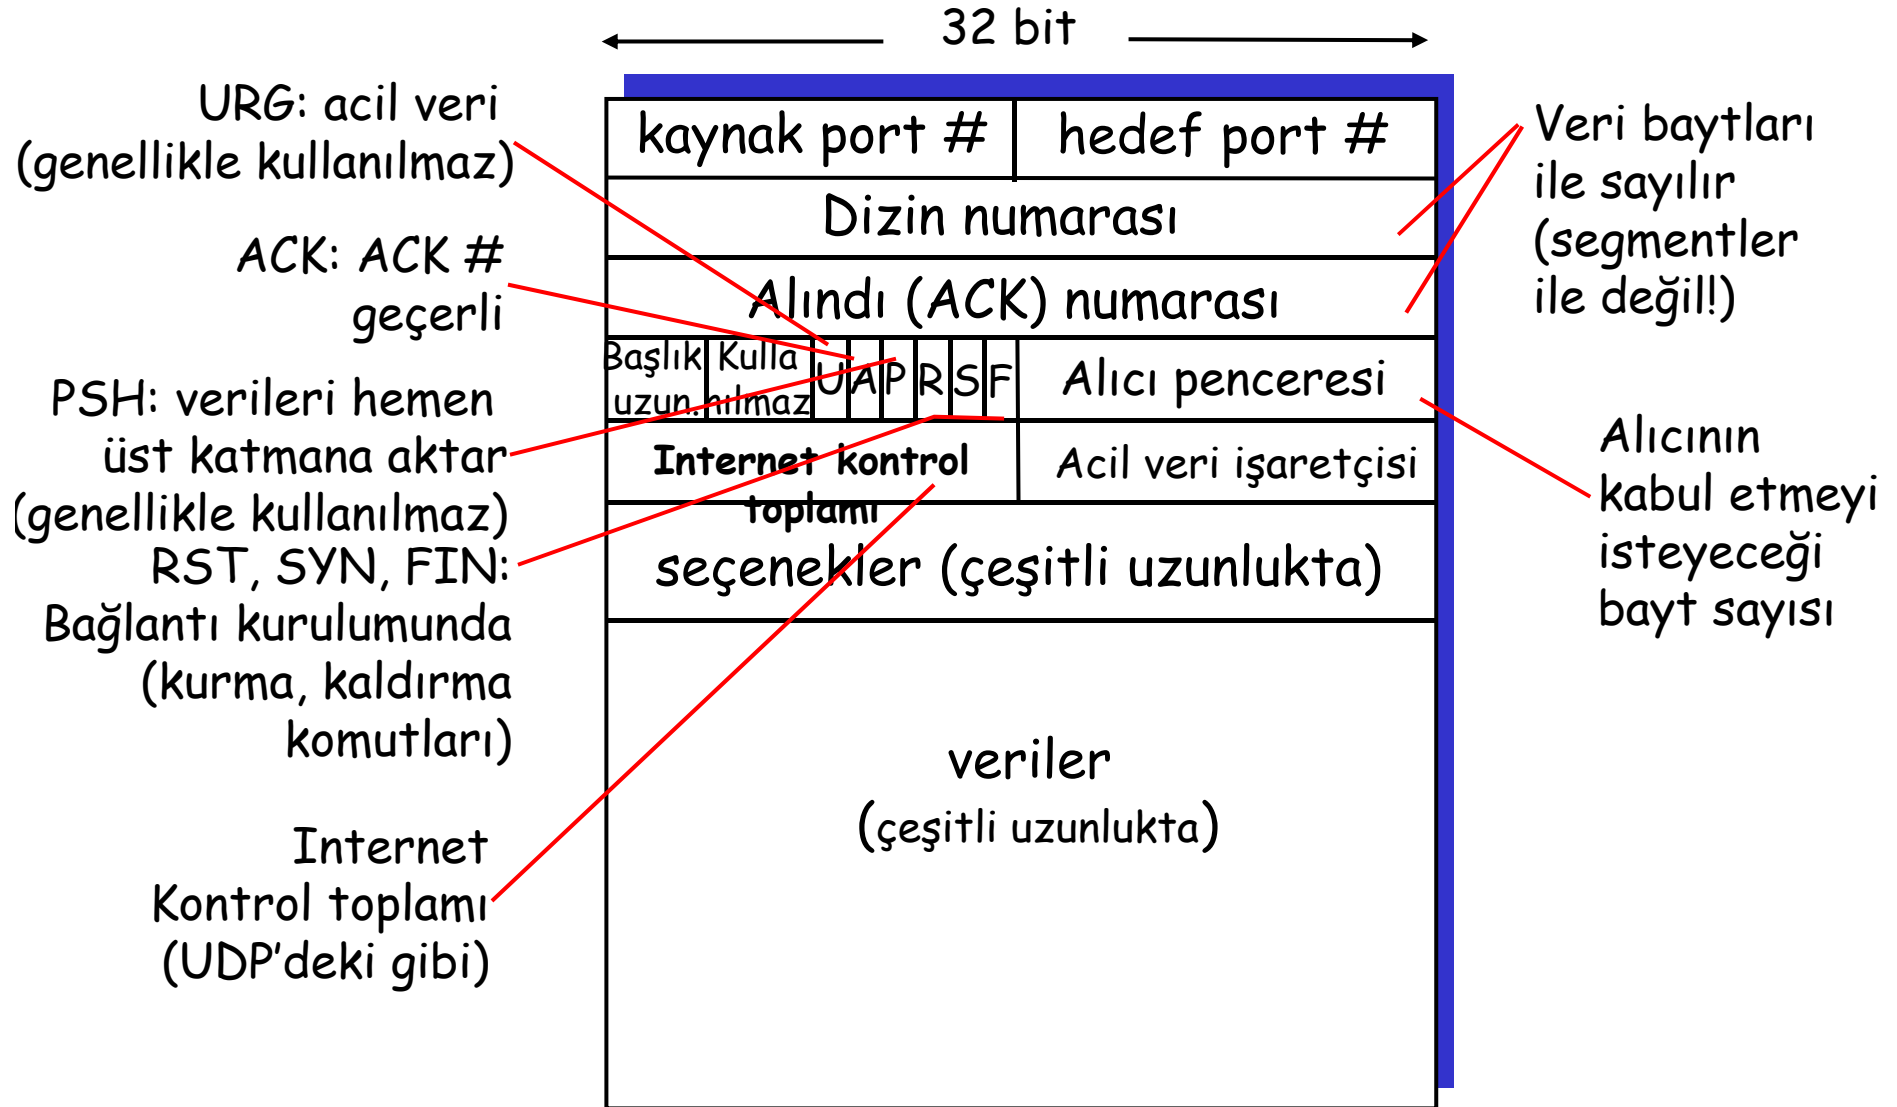 32 bit
URG: acil veri
(genellikle kullanılmaz)
ACK: ACK #
geçerli
PSH: verileri hemen
üst katmana aktar
(genellikle kullanılmaz)
RST, SYN, FIN:
Bağlantı kurulumunda
(kurma, kaldırma
komutları)
Internet
Kontrol toplamı
(UDP’deki gibi)
kaynak port #
hedef port #
Dizin numarası
Alındı (ACK) numarası
Başlık
uzun.
Kulla
nılmaz
U
A
P
R
S
F
Alıcı penceresi
Internet kontrol
toplamı
Acil veri işaretçisi
seçenekler (çeşitli uzunlukta)
veriler
(çeşitli uzunlukta)
Veri baytları
ile sayılır
(segmentler
ile değil!)
Alıcının
kabul etmeyi
isteyeceği
bayt sayısı